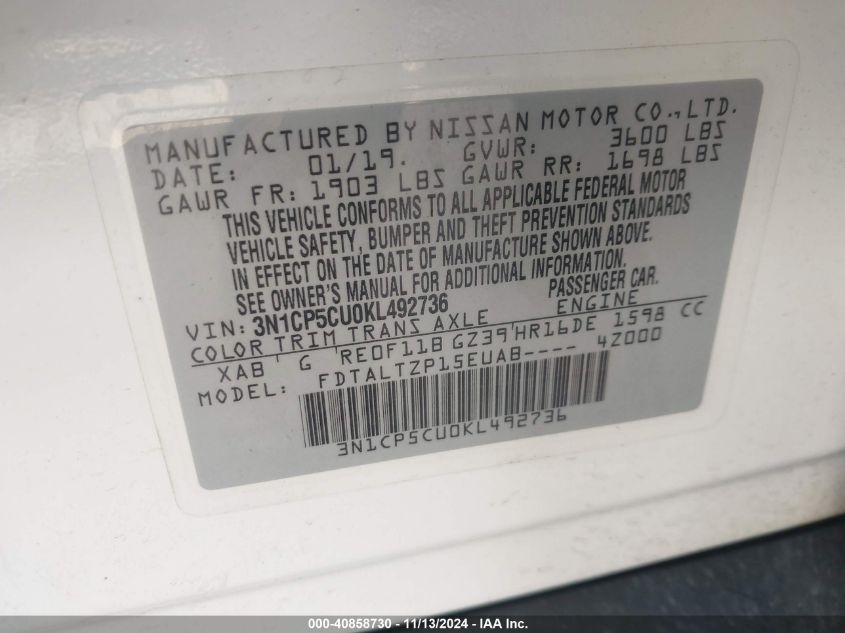 MANUFACTURED BY NISSAN MOTOR CO.,LTD.
DATE: 01/19. GVWR: 3600 LBS
GAWR FR: 1903 LBS GAWR RR: 1698 LBS
THIS VEHICLE CONFORMS TO ALL APPLICABLE FEDERAL MOTOR
VEHICLE SAFETY, BUMPER AND THEFT PREVENTION STANDARDS
IN EFFECT ON THE DATE OF MANUFACTURE SHOWN ABOVE.
SEE OWNER'S MANUAL FOR ADDITIONAL INFORMATION.
VIN: 3N1CP5CU0KL492736 PASSENGER CAR.
COLOR TRIM TRANS AXLE ENGINE
XAB G RE0F11B GZ39 HR16DE 1598 CC
MODEL: FDTALTZP15EUAB---- 4Z000
3N1CP5CU0KL492736
000-40858730 - 11/13/2024 - IAA Inc.